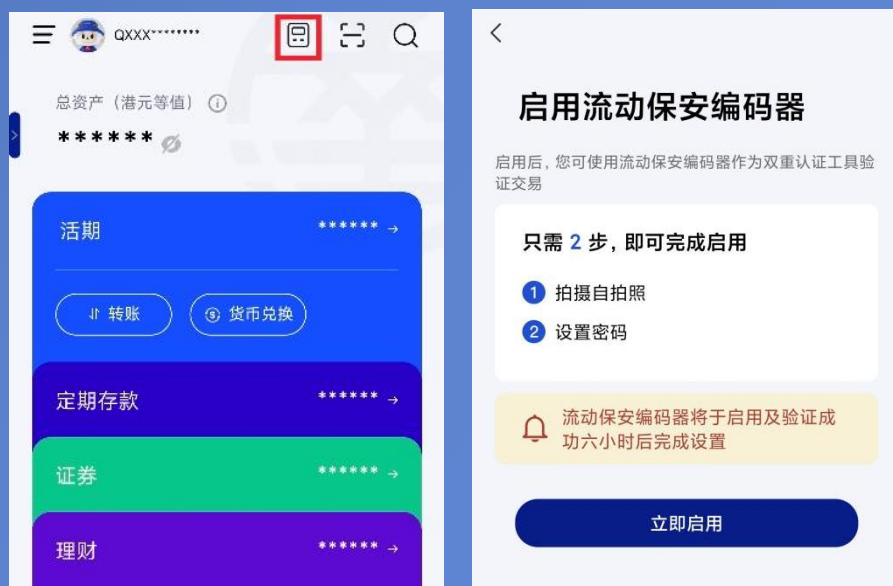 QXXX********
总资产（港元等值）
******
活期
****** →
转账
货币兑换
定期存款
****** →
证券
****** →
理财
****** →
启用流动保安编码器
启用后，您可使用流动保安编码器作为双重认证工具验
证交易
只需 2 步，即可完成启用
1 拍摄自拍照
2 设置密码
流动保安编码器将于启用及验证成
功六小时后完成设置
立即启用